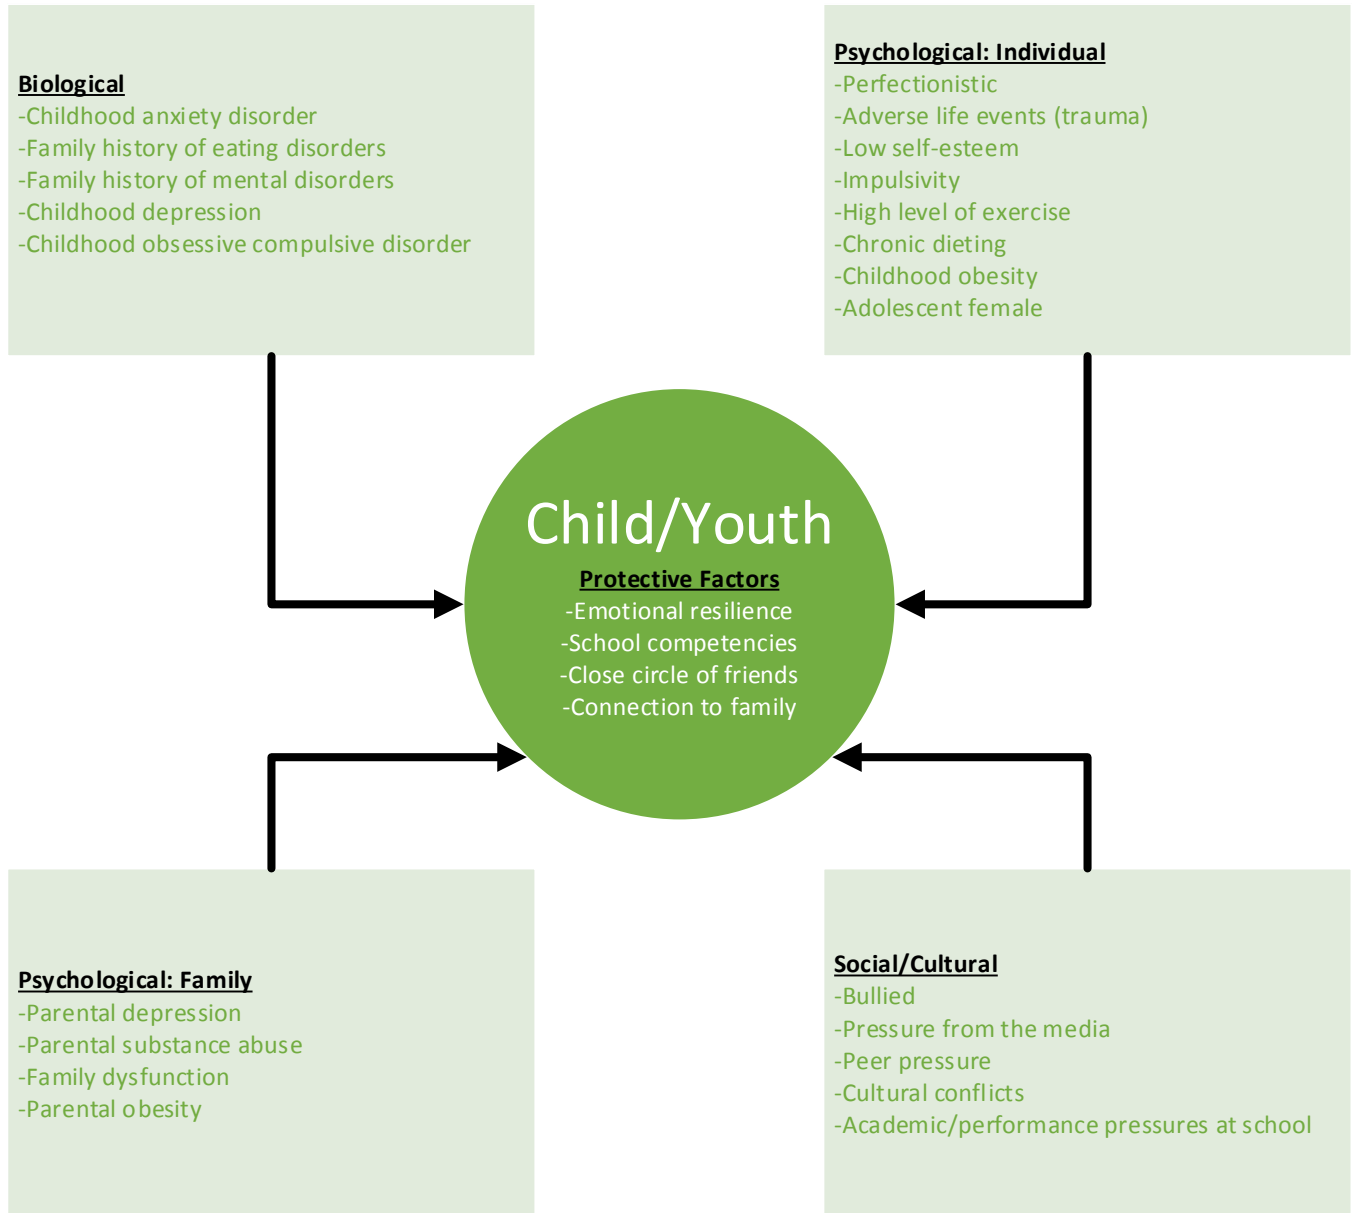 Biological
-Childhood anxiety disorder
-Family history of eating disorders
-Family history of mental disorders
-Childhood depression
-Childhood obsessive compulsive disorder
Psychological: Individual
-Perfectionistic
-Adverse life events (trauma)
-Low self-esteem
-Impulsivity
-High level of exercise
-Chronic dieting
-Childhood obesity
-Adolescent female
Child/Youth
Protective Factors
-Emotional resilience
-School competencies
-Close circle of friends
-Connection to family
Psychological: Family
-Parental depression
-Parental substance abuse
-Family dysfunction
-Parental obesity
Social/Cultural
-Bullied
-Pressure from the media
-Peer pressure
-Cultural conflicts
-Academic/performance pressures at school